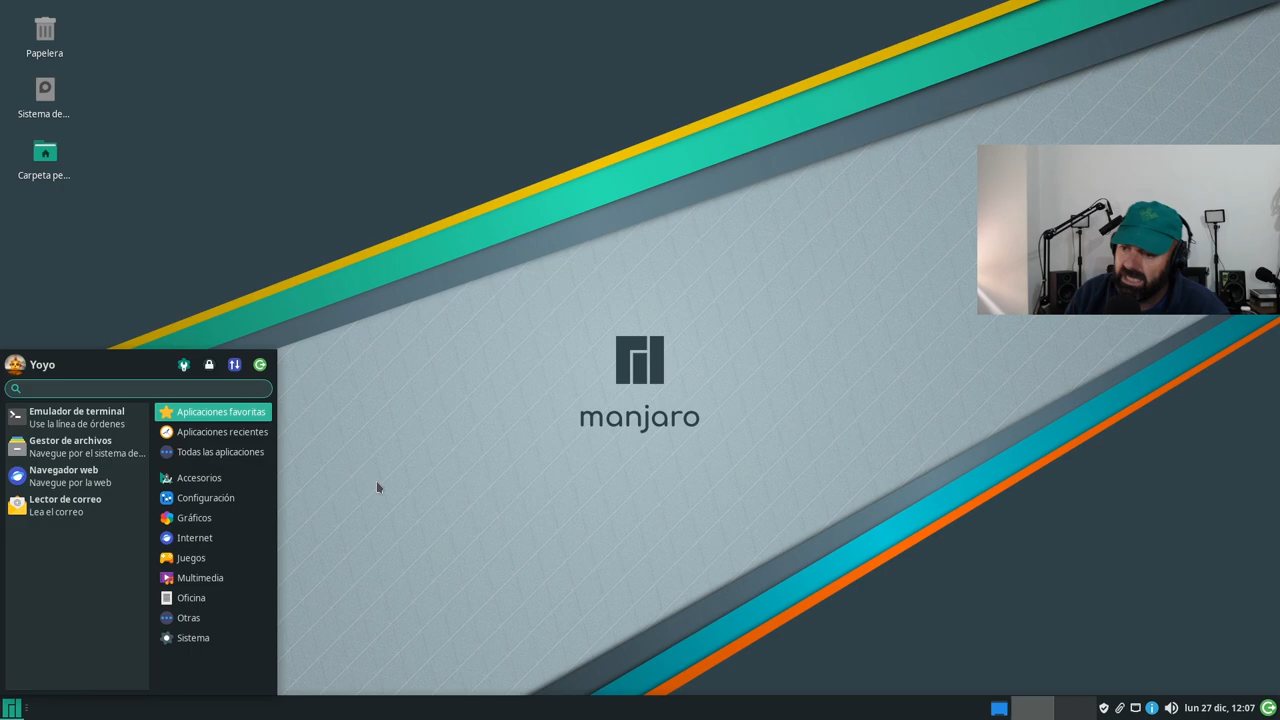 Papelera
Sistema de...
Carpeta pe...
manjaro
Yoyo
Emulador de terminal
Use la línea de órdenes
Gestor de archivos
Navegue por el sistema de...
Navegador web
Navegue por la web
Lector de correo
Lea el correo
Aplicaciones favoritas
Aplicaciones recientes
Todas las aplicaciones
Accesorios
Configuración
Gráficos
Internet
Juegos
Multimedia
Oficina
Otras
Sistema
lun 27 dic, 12:07